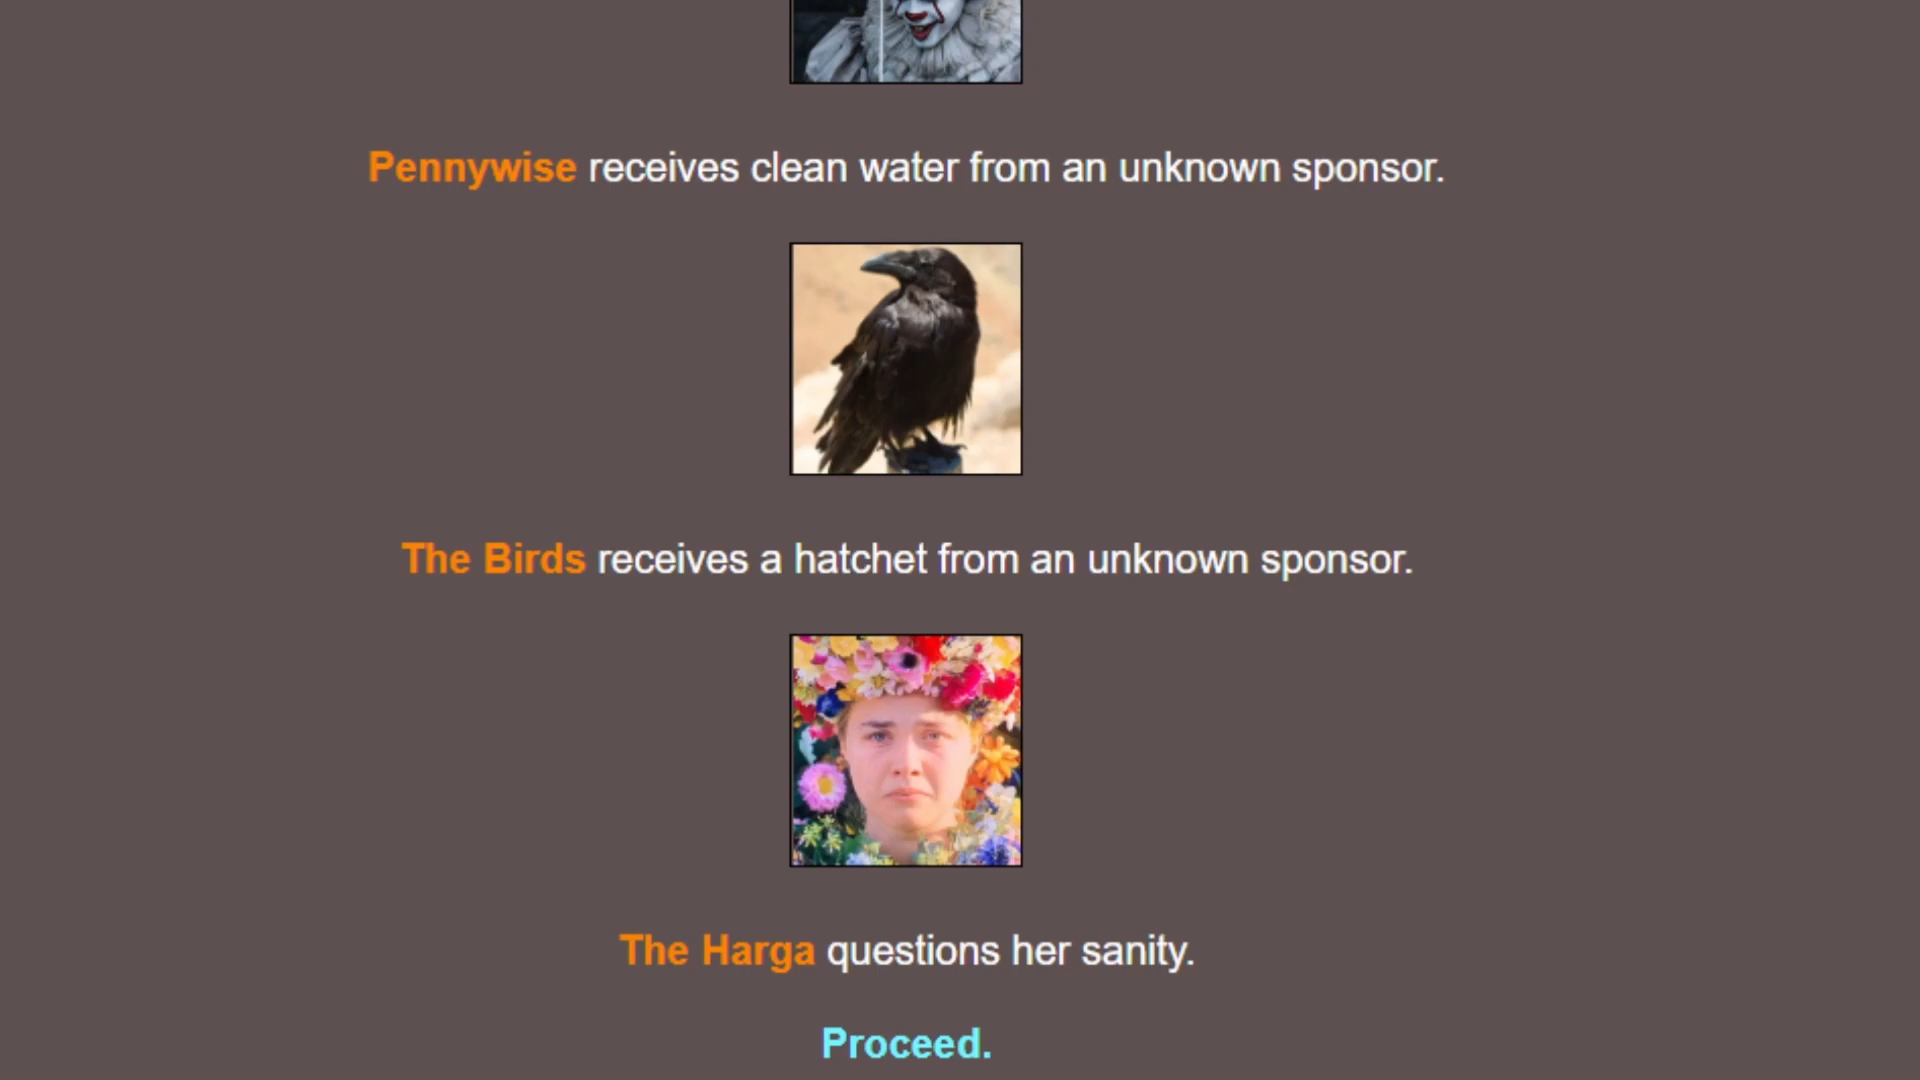 Pennywise receives clean water from an unknown sponsor.
The Birds receives a hatchet from an unknown sponsor.
The Harga questions her sanity.
Proceed.